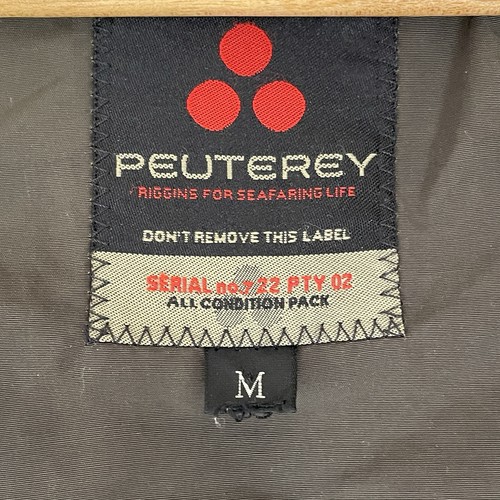 PEUTEREY
RIGGINS FOR SEAFARING LIFE
DON'T REMOVE THIS LABEL
SERIAL no.7 22 PTY 02
ALL CONDITION PACK
M